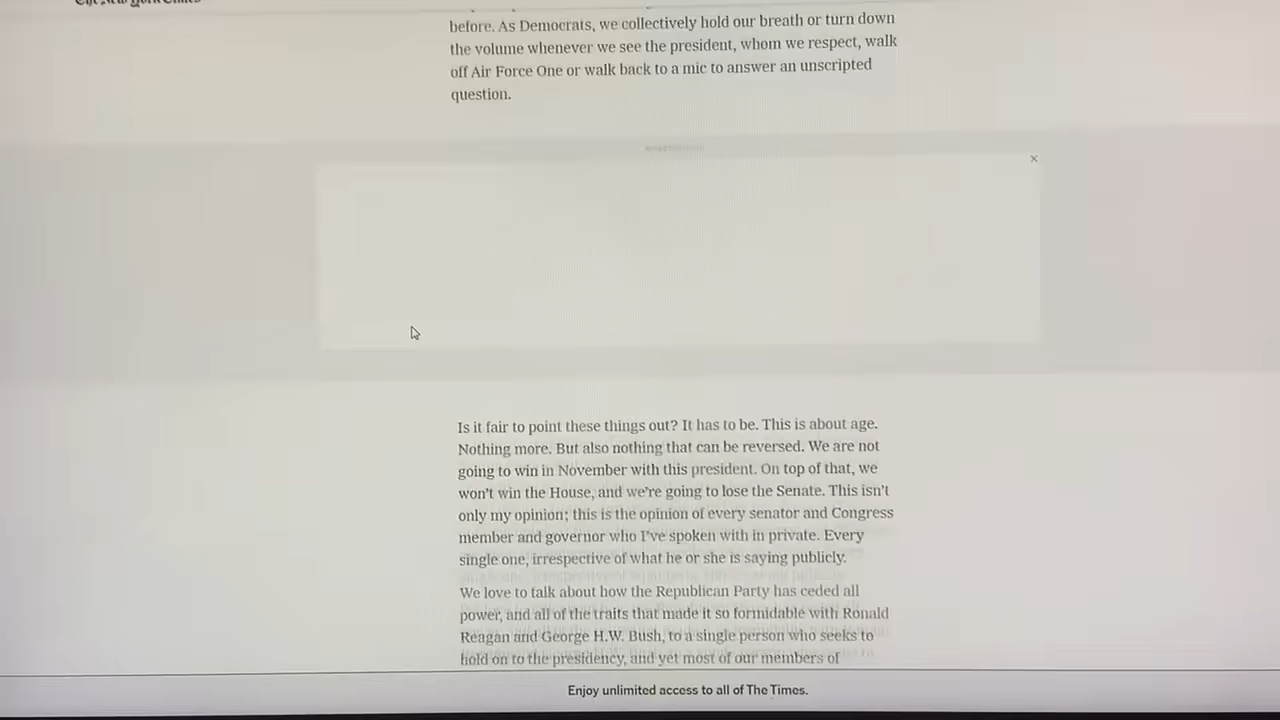 before. As Democrats, we collectively hold our breath or turn down
the volume whenever we see the president, whom we respect, walk
off Air Force One or walk back to a mic to answer an unscripted
question.
Is it fair to point these things out? It has to be. This is about age.
Nothing more. But also nothing that can be reversed. We are not
going to win in November with this president. On top of that, we
won’t win the House, and we’re going to lose the Senate. This isn’t
only my opinion; this is the opinion of every senator and Congress
member and governor who I’ve spoken with in private. Every
single one, irrespective of what he or she is saying publicly.
We love to talk about how the Republican Party has ceded all
power, and all of the traits that made it so formidable with Ronald
Reagan and George H.W. Bush, to a single person who seeks to
hold on to the presidency, and yet most of our members of
Enjoy unlimited access to all of The Times.